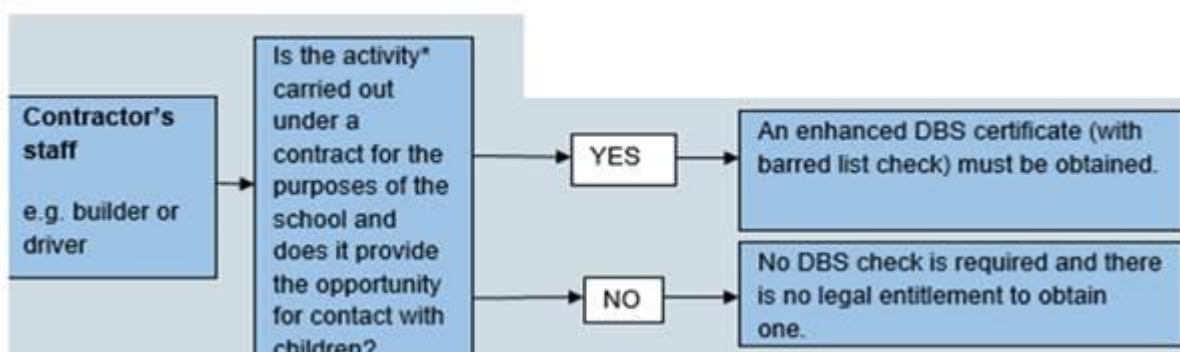 Contractor's
staff
e.g. builder or
driver
Is the activity*
carried out
under a
contract for the
purposes of the
school and
does it provide
the opportunity
for contact with
children?
YES
An enhanced DBS certificate (with
barred list check) must be obtained.
NO
No DBS check is required and there
is no legal entitlement to obtain
one.